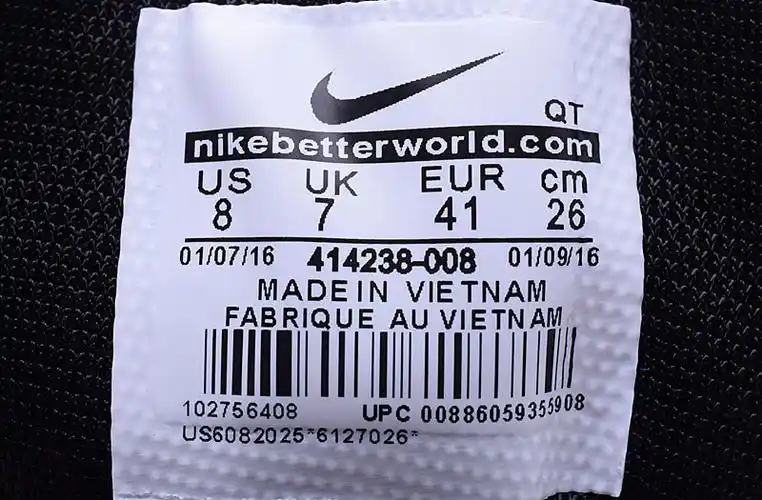 QT
nikebetterworld.com
US UK EUR cm
8 7 41 26
01/07/16 414238-008 01/09/16
MADE IN VIETNAM
FABRIQUE AU VIETNAM
102756408 UPC 00886059355908
US6082025*6127026*